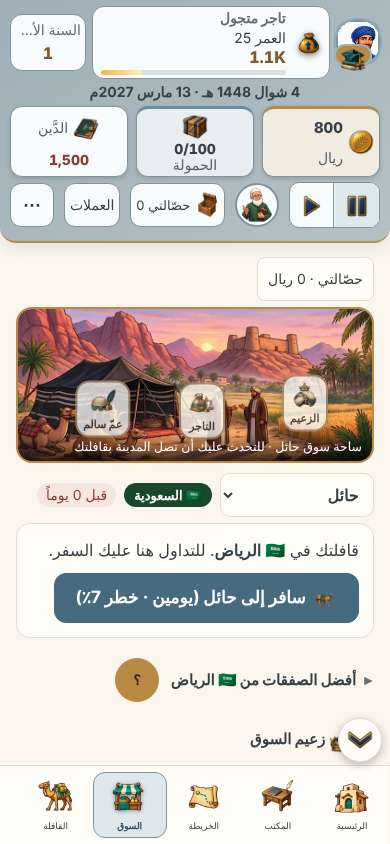 تاجر متجول
العمر 25
1.1K
السنة الأ...
1
4 شوال 1448 هـ · 13 مارس 2027م
800
ريال
0/100
الحمولة
الدَّين
1,500
حصّالتي 0
العملات
...
حصّالتي · 0 ريال
الزعيم
التاجر
عمّ سالم
ساحة سوق حائل · للتحدث عليك أن تصل المدينة بقافلتك
حائل
السعودية
قبل 0 يوماً
قافلتك في الرياض. للتداول هنا عليك السفر.
سافر إلى حائل (يومين · خطر 7٪)
أفضل الصفقات من الرياض
؟
زعيم السوق
الرئيسية
المكتب
الخريطة
السوق
القافلة